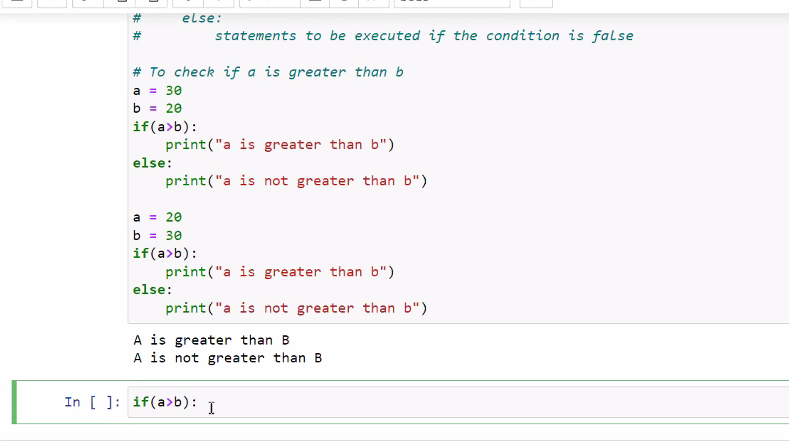 #     else:
#         statements to be executed if the condition is false

# To check if a is greater than b
a = 30
b = 20
if(a>b):
    print("a is greater than b")
else:
    print("a is not greater than b")

a = 20
b = 30
if(a>b):
    print("a is greater than b")
else:
    print("a is not greater than b")
A is greater than B
A is not greater than B
In [ ]: if(a>b):